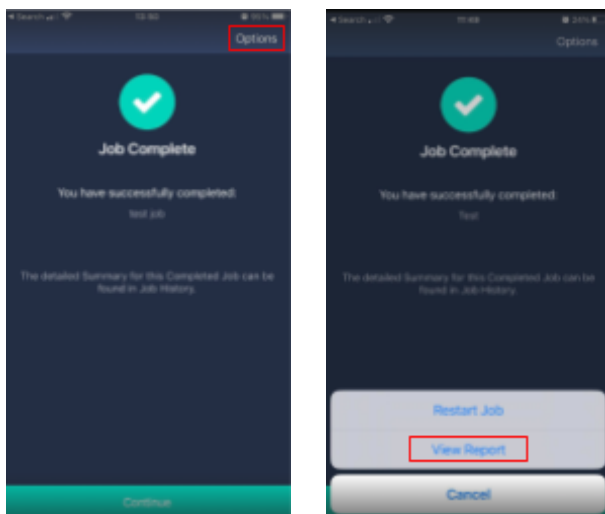 Search
Options
Job Complete
You have successfully completed:
test job
The detailed Summary for this Completed Job can be
found in Job History.
Continue
Search
Options
Job Complete
You have successfully completed:
Test
The detailed Summary for this Completed Job can be
found in Job History.
Restart Job
View Report
Cancel